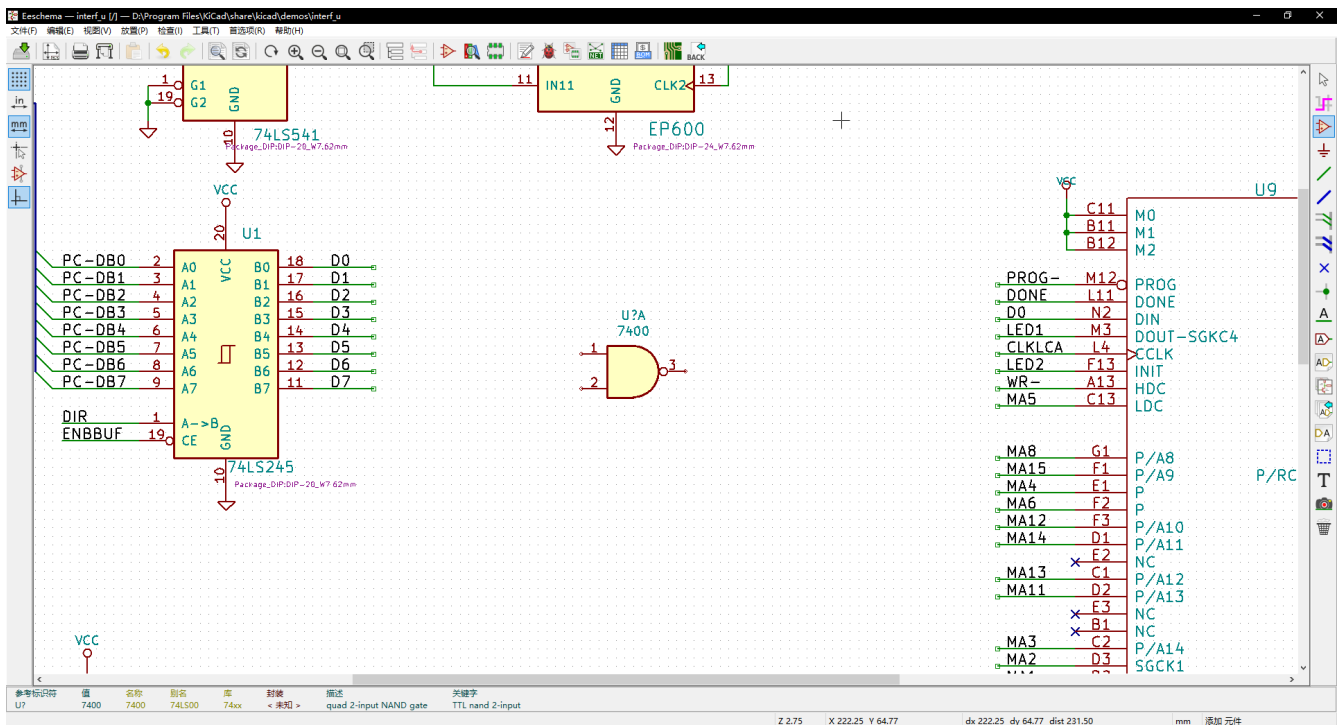 Eeschema — interf_u [/] — D:\Program Files\KiCad\share\kicad\demos\interf_u
文件(F) 编辑(E) 视图(V) 放置(P) 检查(I) 工具(T) 首选项(R) 帮助(H)
NET
BOM
BACK
in
mm
1 G1
19 G2
GND
10
74LS541
Package_DIP:DIP-20_W7.62mm
11 IN11
GND
CLK2 13
12
EP600
Package_DIP:DIP-24_W7.62mm
VCC
20
U1
VCC
PC-DB0 2 A0 B0 18 D0
PC-DB1 3 A1 B1 17 D1
PC-DB2 4 A2 B2 16 D2
PC-DB3 5 A3 B3 15 D3
PC-DB4 6 A4 B4 14 D4
PC-DB5 7 A5 B5 13 D5
PC-DB6 8 A6 B6 12 D6
PC-DB7 9 A7 B7 11 D7
DIR 1 A->B
ENBBUF 19 CE
GND
10
74LS245
Package_DIP:DIP-20_W7.62mm
VCC
U?A
7400
1
2
3
VCC
U9
C11 M0
B11 M1
B12 M2
PROG- M12 PROG
DONE L11 DONE
D0 N2 DIN
LED1 M3 DOUT-SGKC4
CLKLCA L4 CCLK
LED2 F13 INIT
WR- A13 HDC
MA5 C13 LDC
MA8 G1 P/A8
MA15 F1 P/A9
P/RC
MA4 E1 P
MA6 F2 P
MA12 F3 P/A10
MA14 D1 P/A11
E2 NC
MA13 C1 P/A12
MA11 D2 P/A13
E3 NC
B1 NC
MA3 C2 P/A14
MA2 D3 SGCK1
A
A
AD
AD
DA
T
参考标识符 值 名称 别名 库 封装 描述 关键字
U? 7400 7400 74LS00 74xx < 未知 > quad 2-input NAND gate TTL nand 2-input
Z 2.75 X 222.25 Y 64.77 dx 222.25 dy 64.77 dist 231.50 mm 添加 元件